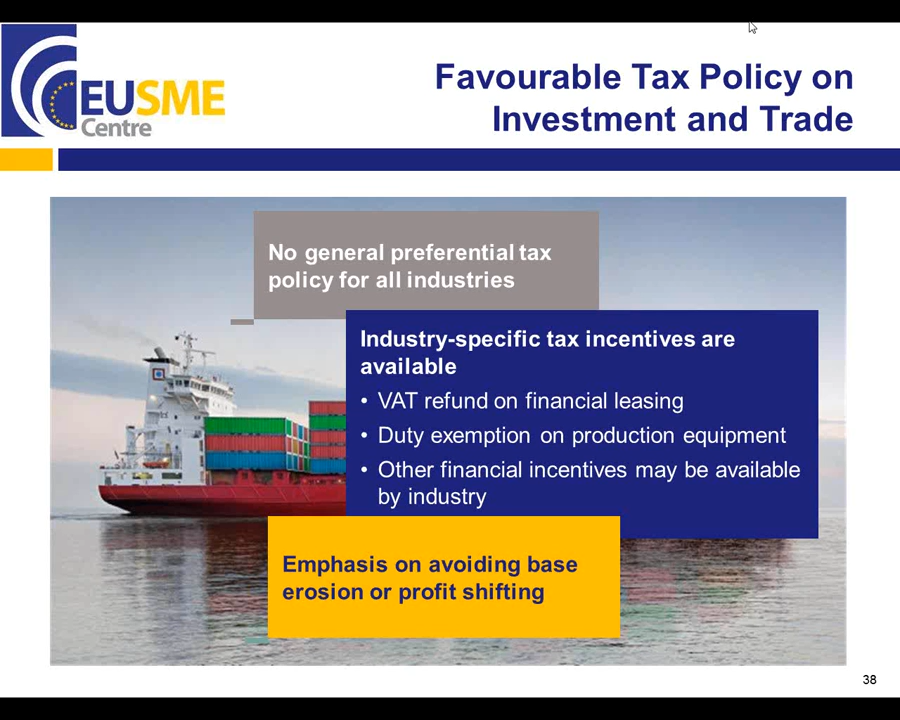 EUSME
Centre
Favourable Tax Policy on
Investment and Trade
No general preferential tax
policy for all industries
Industry-specific tax incentives are
available
• VAT refund on financial leasing
• Duty exemption on production equipment
• Other financial incentives may be available
by industry
Emphasis on avoiding base
erosion or profit shifting
38